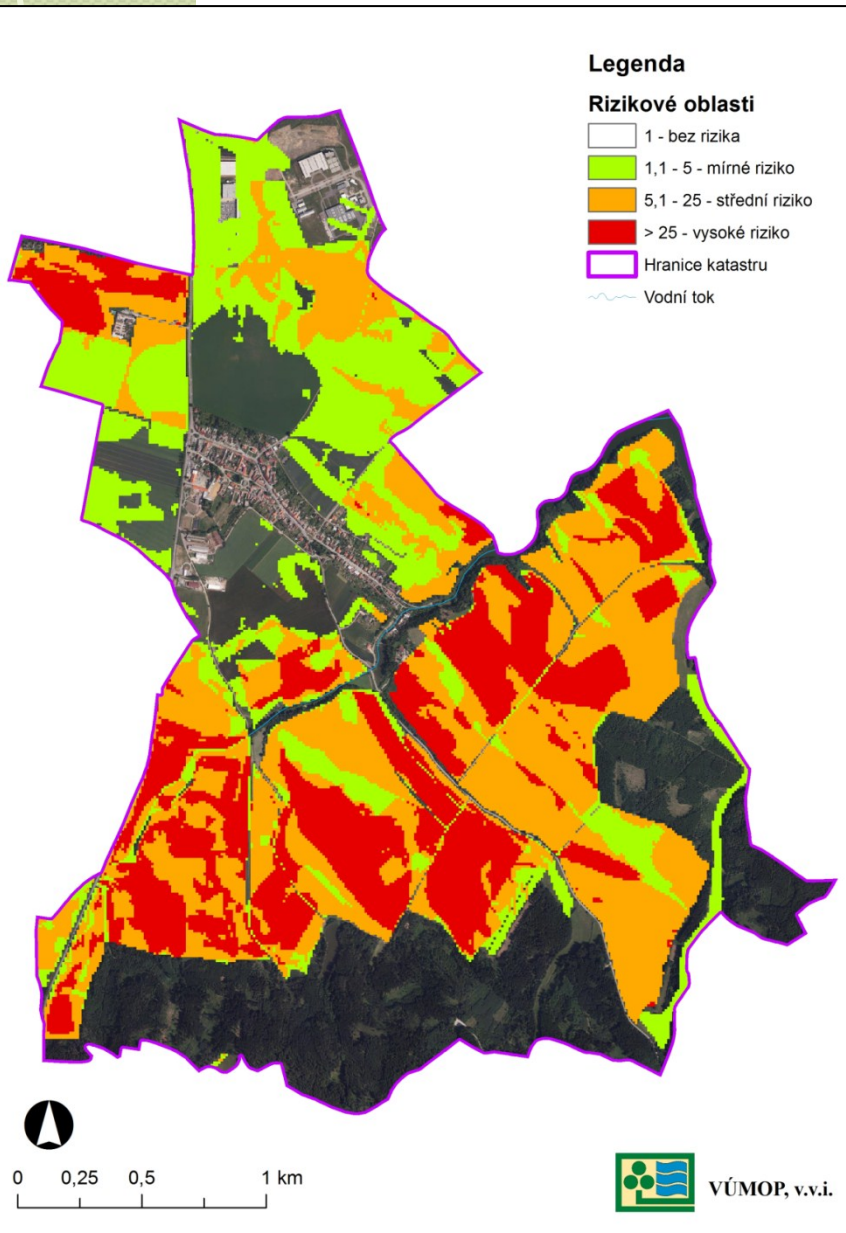 Legenda
Rizikové oblasti
1 - bez rizika
1,1 - 5 - mírné riziko
5,1 - 25 - střední riziko
> 25 - vysoké riziko
Hranice katastru
Vodní tok
0 0,25 0,5 1 km
VÚMOP, v.v.i.